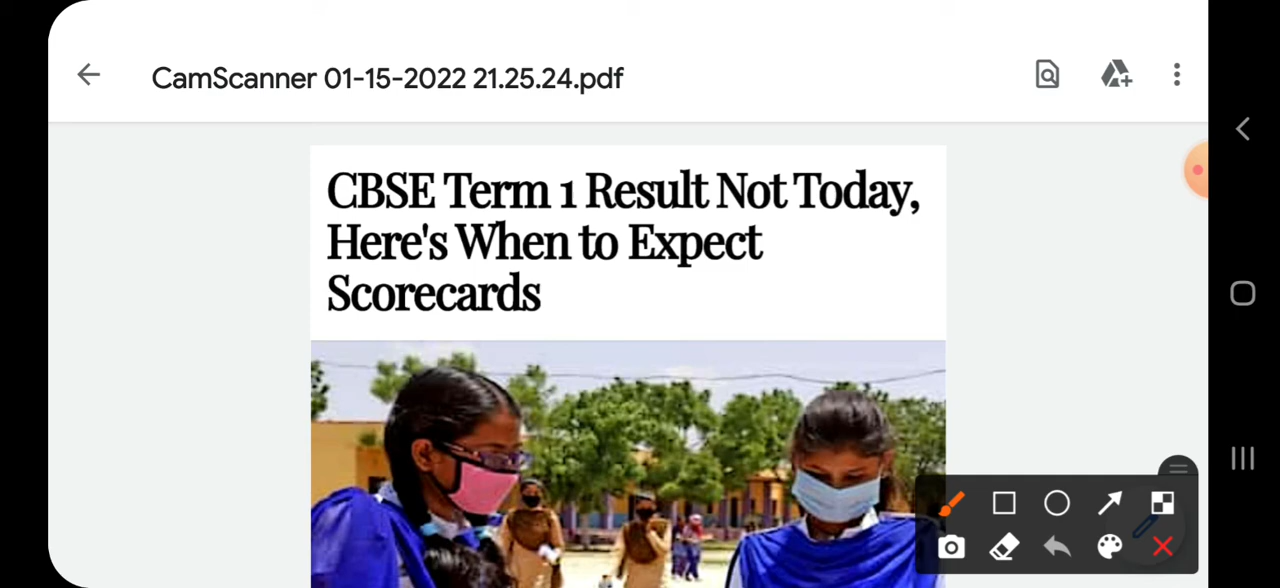 CamScanner 01-15-2022 21.25.24.pdf
CBSE Term 1 Result Not Today,
Here's When to Expect
Scorecards